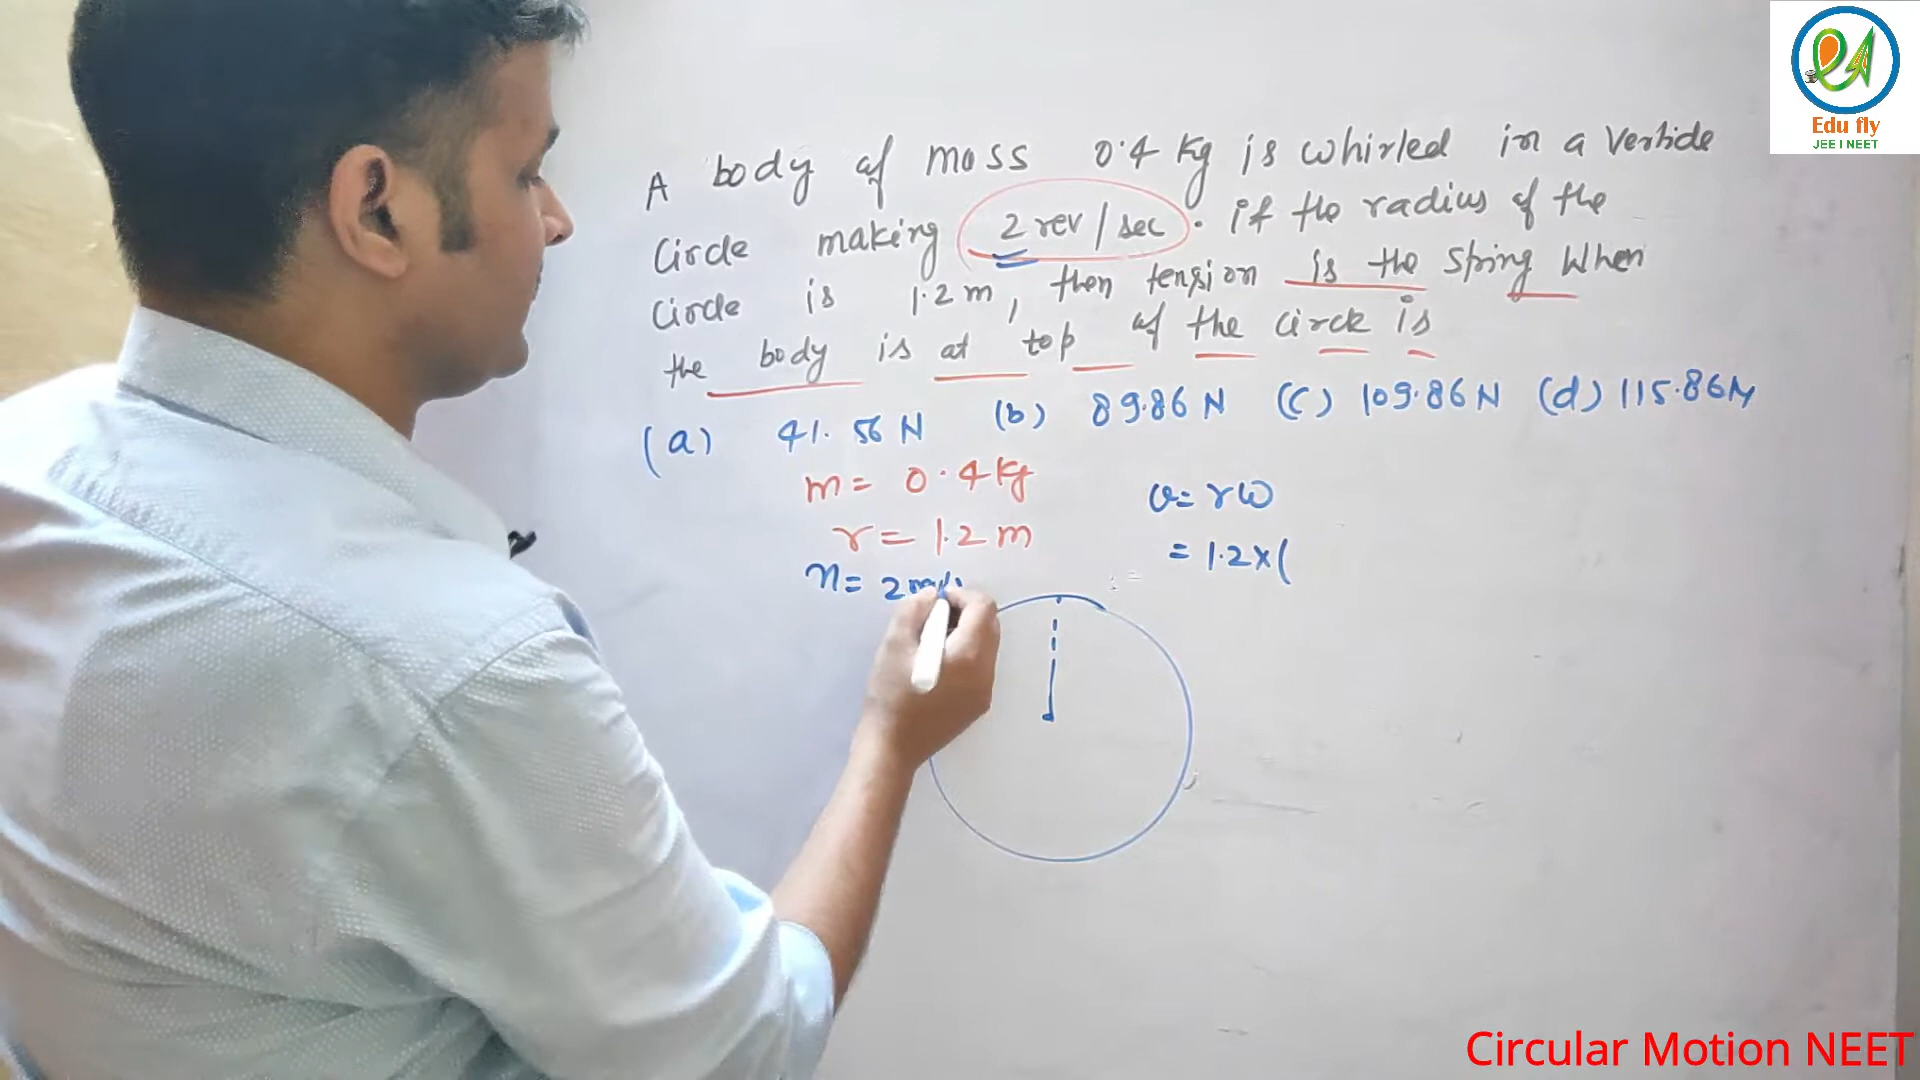 Edu fly
JEE I NEET
A body of mass 0.4 Kg is whirled in a
Circle making 2 rev/sec. if the radius of the
Circle is 1.2 m, then tension is the string When
the body is at top of the circle is
(a) 41.56 N (b) 89.86 N (C) 109.86 N (d) 115.86N
m = 0.4 Kg
r = 1.2 m
n = 2
v = rω
= 1.2 × (
Circular Motion NEET